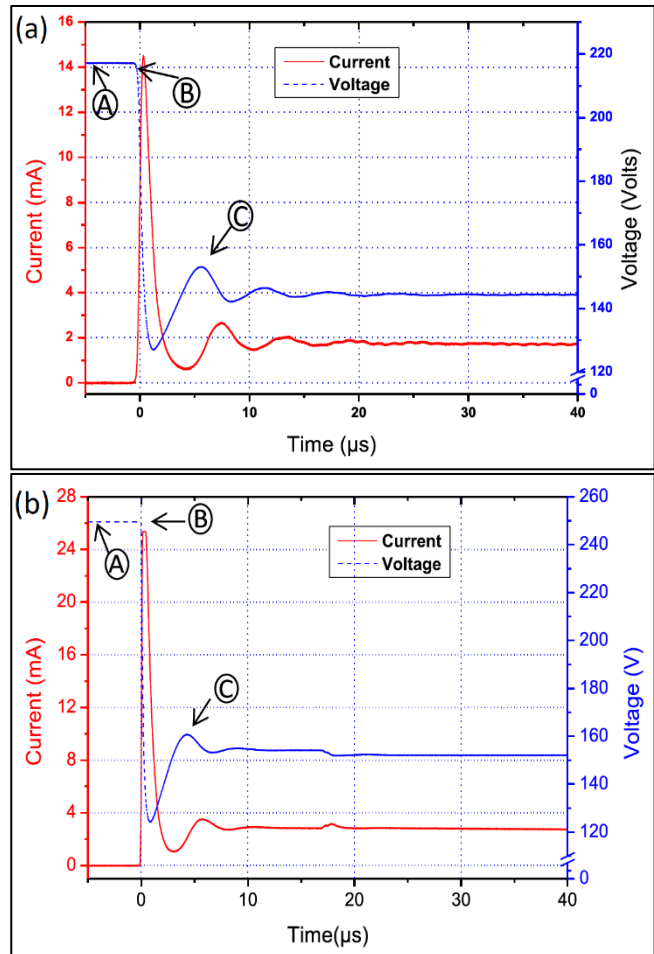 (a)
Current
Voltage
A
B
C
16
14
12
10
8
6
4
2
0
Current (mA)
220
200
180
160
140
120
0
Voltage (Volts)
0
10
20
30
40
Time (µs)
(b)
Current
Voltage
A
B
C
28
24
20
16
12
8
4
0
Current (mA)
260
240
220
200
180
160
140
120
0
Voltage (V)
0
10
20
30
40
Time(µs)